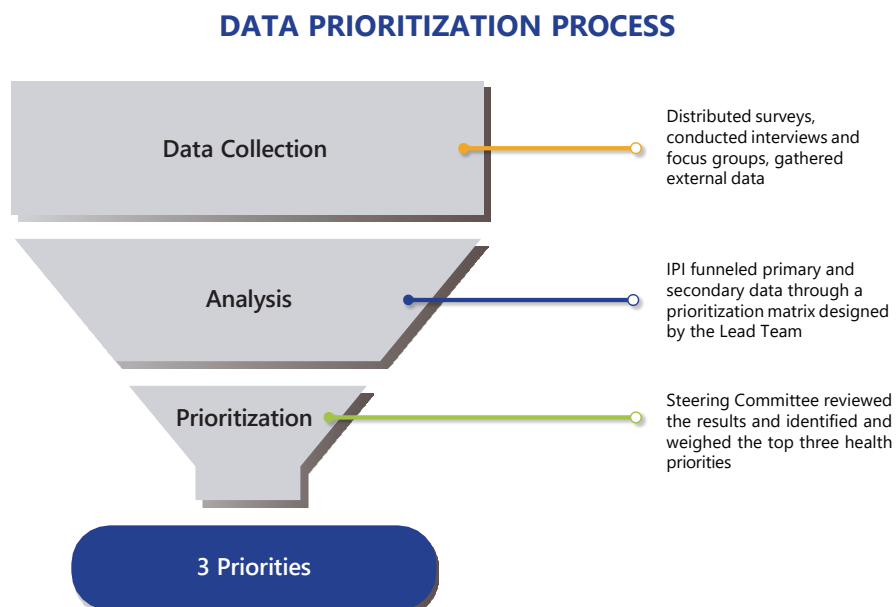 DATA PRIORITIZATION PROCESS
Data Collection
Distributed surveys,
conducted interviews and
focus groups, gathered
external data
Analysis
IPI funneled primary and
secondary data through a
prioritization matrix designed
by the Lead Team
Prioritization
Steering Committee reviewed
the results and identified and
weighed the top three health
priorities
3 Priorities